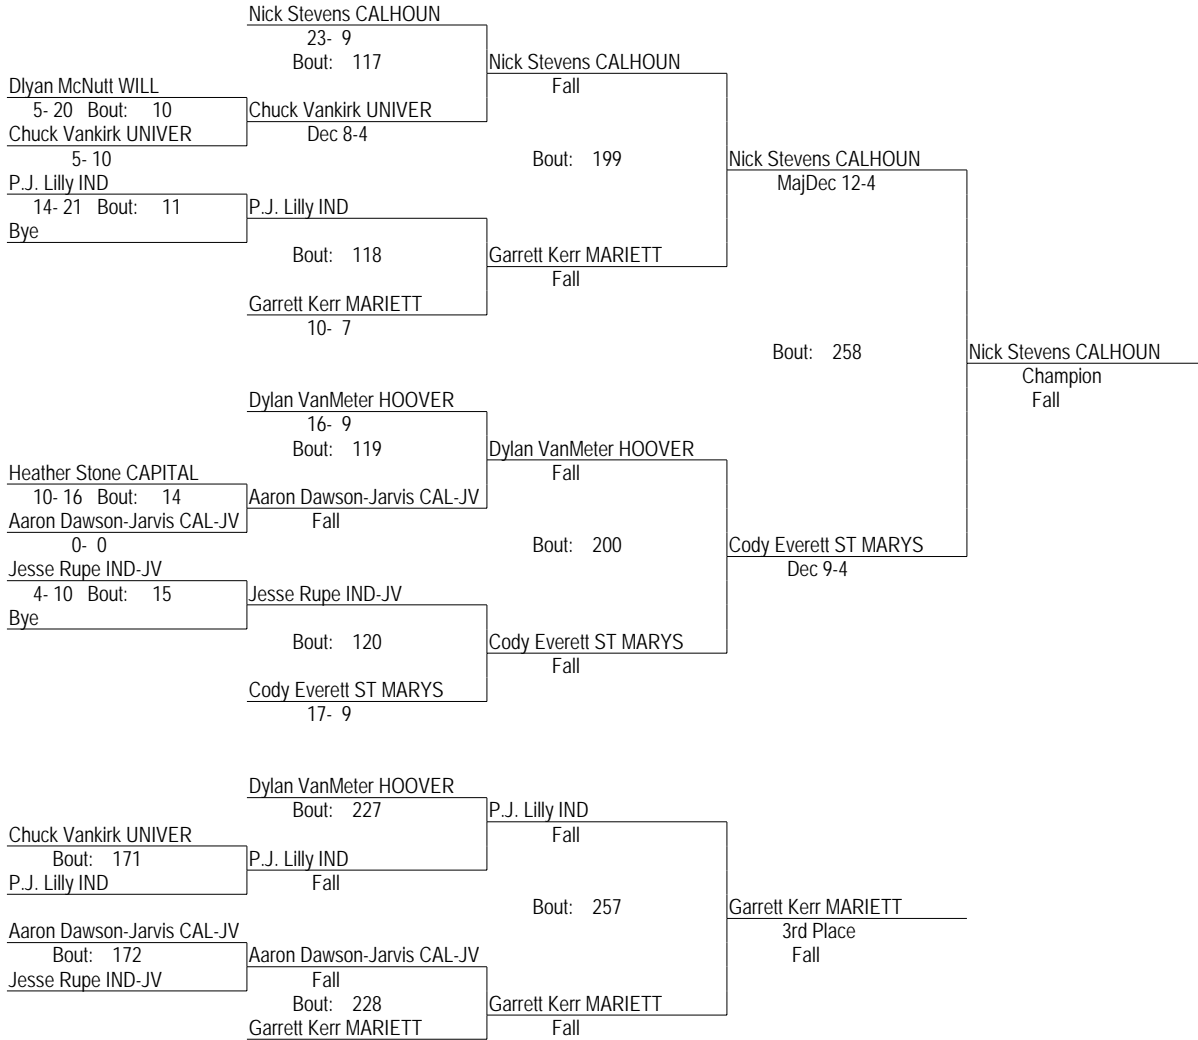 Nick Stevens CALHOUN
23- 9
Bout: 117
Nick Stevens CALHOUN
Fall
Dlyan McNutt WILL
5- 20 Bout: 10
Chuck Vankirk UNIVER
Chuck Vankirk UNIVER
Dec 8-4
5- 10
Bout: 199
Nick Stevens CALHOUN
MajDec 12-4
P.J. Lilly IND
14- 21 Bout: 11
P.J. Lilly IND
Bye
Bout: 118
Garrett Kerr MARIETT
Fall
Garrett Kerr MARIETT
10- 7
Bout: 258
Nick Stevens CALHOUN
Champion
Fall
Dylan VanMeter HOOVER
16- 9
Bout: 119
Dylan VanMeter HOOVER
Fall
Heather Stone CAPITAL
10- 16 Bout: 14
Aaron Dawson-Jarvis CAL-JV
Aaron Dawson-Jarvis CAL-JV
Fall
0- 0
Bout: 200
Cody Everett ST MARYS
Dec 9-4
Jesse Rupe IND-JV
4- 10 Bout: 15
Jesse Rupe IND-JV
Bye
Bout: 120
Cody Everett ST MARYS
Fall
Cody Everett ST MARYS
17- 9
Dylan VanMeter HOOVER
Bout: 227
P.J. Lilly IND
Fall
Chuck Vankirk UNIVER
Bout: 171
P.J. Lilly IND
P.J. Lilly IND
Fall
Bout: 257
Garrett Kerr MARIETT
3rd Place
Fall
Aaron Dawson-Jarvis CAL-JV
Bout: 172
Aaron Dawson-Jarvis CAL-JV
Jesse Rupe IND-JV
Fall
Bout: 228
Garrett Kerr MARIETT
Garrett Kerr MARIETT
Fall